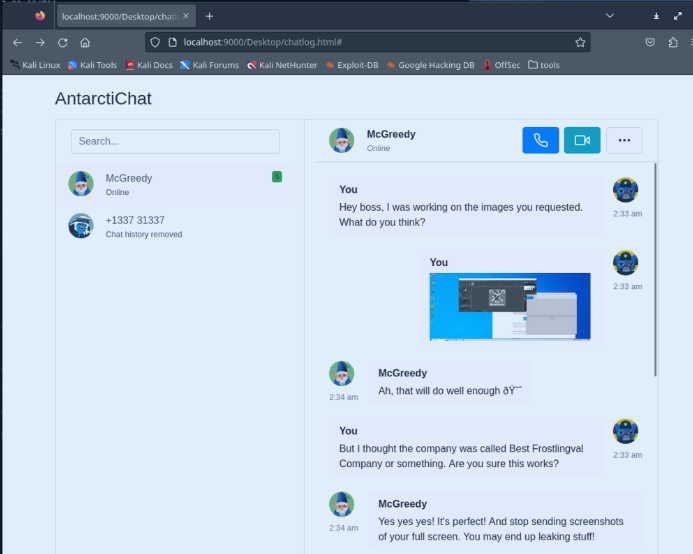 localhost:9000/Desktop/chatlo
localhost:9000/Desktop/chatlog.html#
Kali Linux Kali Tools Kali Docs Kali Forums Kali NetHunter Exploit-DB Google Hacking DB OffSec tools
AntarctiChat
Search...
McGreedy
Online
5
+1337 31337
Chat history removed
McGreedy
Online
You
Hey boss, I was working on the images you requested.
What do you think?
2:33 am
You
2:33 am
McGreedy
Ah, that will do well enough ðŸ˜ˆ
2:34 am
You
But I thought the company was called Best Frostlingval
Company or something. Are you sure this works?
2:33 am
McGreedy
Yes yes yes! It's perfect! And stop sending screenshots
of your full screen. You may end up leaking stuff!
2:34 am